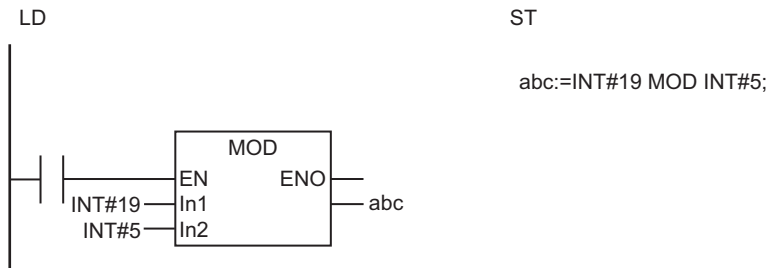 LD
ST
abc:=INT#19 MOD INT#5;
MOD
EN ENO
INT#19 In1 abc
INT#5 In2